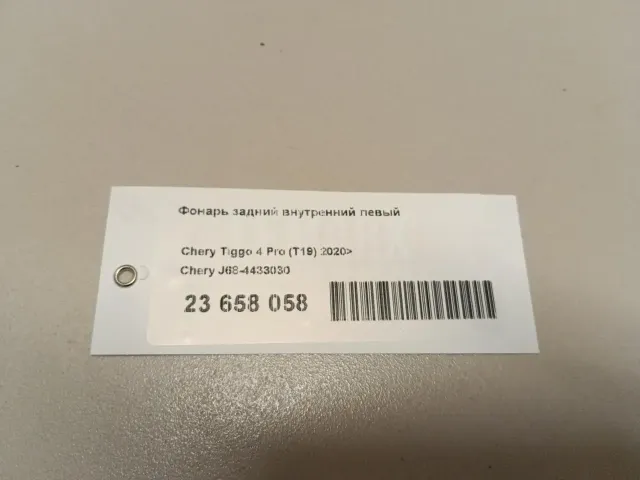 Фонарь задний внутренний левый
Chery Tiggo 4 Pro (T19) 2020>
Chery J68-4433030
23 658 058